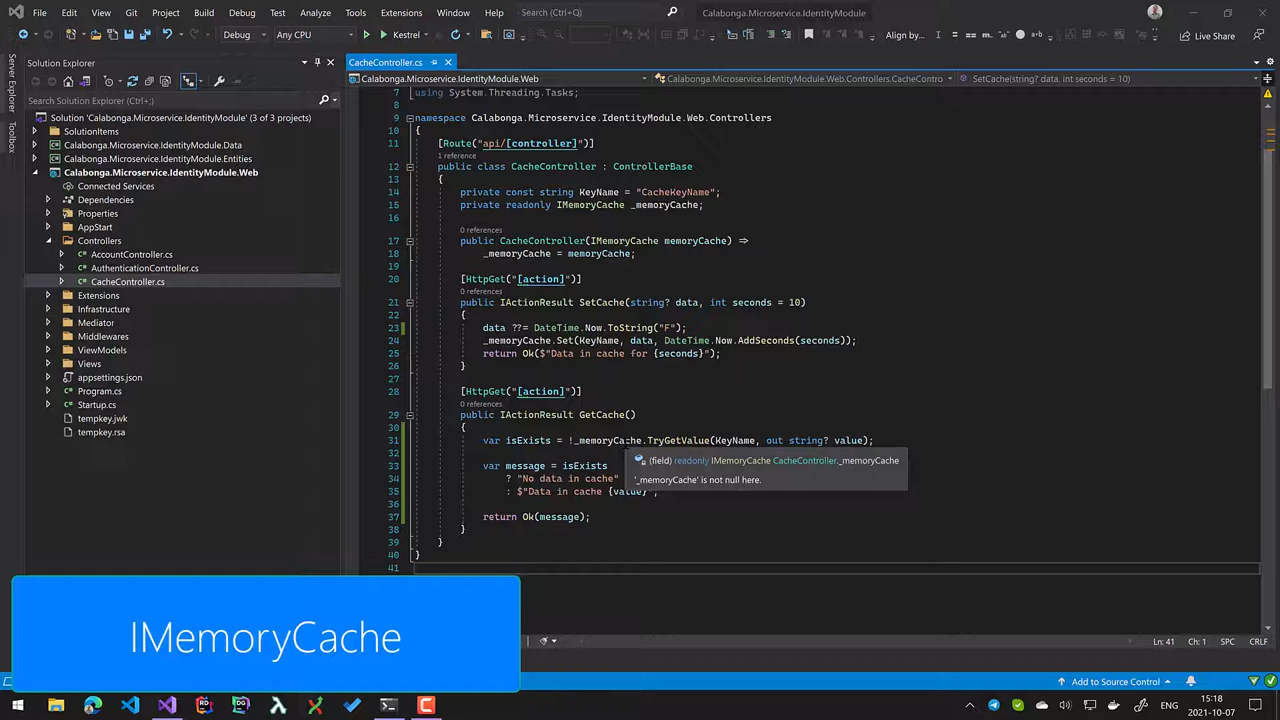 File Edit View Git Project Build Debug Test Analyze Tools Extensions Window Help Search (Ctrl+;) Calabonga.Microservice.IdentityModule
Debug Any CPU Kestrel Align by... Live Share
Server Explorer
Toolbox
Solution Explorer
Search Solution Explorer (Ctrl+;)
Solution 'Calabonga.Microservice.IdentityModule' (3 of 3 projects)
SolutionItems
Calabonga.Microservice.IdentityModule.Data
Calabonga.Microservice.IdentityModule.Entities
Calabonga.Microservice.IdentityModule.Web
Connected Services
Dependencies
Properties
AppStart
Controllers
AccountController.cs
AuthenticationController.cs
CacheController.cs
Extensions
Infrastructure
Mediator
Middlewares
ViewModels
Views
appsettings.json
Program.cs
Startup.cs
tempkey.jwk
tempkey.rsa
CacheController.cs
Calabonga.Microservice.IdentityModule.Web Calabonga.Microservice.IdentityModule.Web.Controllers.CacheContro SetCache(string? data, int seconds = 10)
7 using System.Threading.Tasks;
8
9 namespace Calabonga.Microservice.IdentityModule.Web.Controllers
10 {
11 [Route("api/[controller]")]
1 reference
12 public class CacheController : ControllerBase
13 {
14 private const string KeyName = "CacheKeyName";
15 private readonly IMemoryCache _memoryCache;
16
0 references
17 public CacheController(IMemoryCache memoryCache) =>
18 _memoryCache = memoryCache;
19
20 [HttpGet("[action]")]
0 references
21 public IActionResult SetCache(string? data, int seconds = 10)
22 {
23 data ??= DateTime.Now.ToString("F");
24 _memoryCache.Set(KeyName, data, DateTime.Now.AddSeconds(seconds));
25 return Ok($"Data in cache for {seconds}");
26 }
27
28 [HttpGet("[action]")]
0 references
29 public IActionResult GetCache()
30 {
31 var isExists = !_memoryCache.TryGetValue(KeyName, out string? value);
32
(field) readonly IMemoryCache CacheController._memoryCache
33 var message = isExists
34 ? "No data in cache"
'_memoryCache' is not null here.
35 : $"Data in cache {value}";
36
37 return Ok(message);
38 }
39 }
40 }
41
IMemoryCache
Ln: 41 Ch: 1 SPC CRLF
Add to Source Control
ENG 15:18
2021-10-07